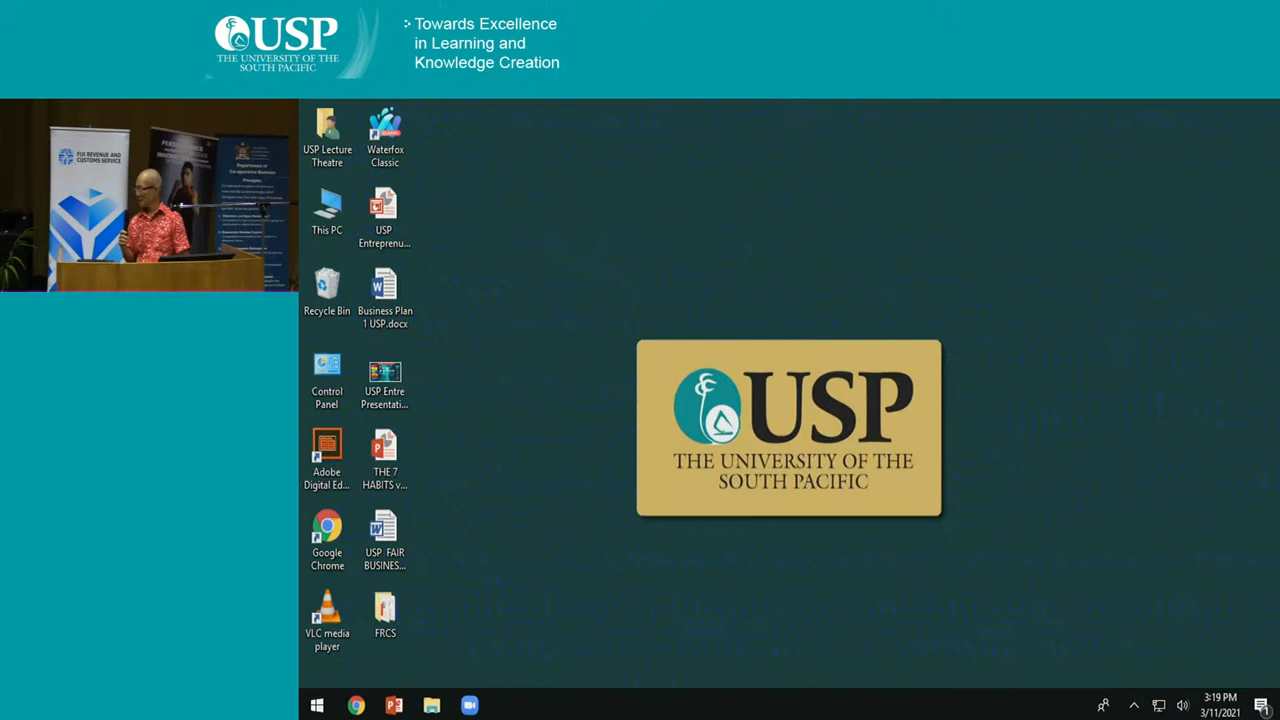 USP
THE UNIVERSITY OF THE
SOUTH PACIFIC
Towards Excellence
in Learning and
Knowledge Creation
FIJI REVENUE AND
CUSTOMS SERVICE
Department of
Co-operative Business
Principles
USP Lecture
Theatre
Waterfox
Classic
This PC
USP
Entreprenu...
Recycle Bin
Business Plan
1 USP.docx
Control
Panel
USP Entre
Presentati...
Adobe
Digital Ed...
THE 7
HABITS v...
Google
Chrome
USP FAIR
BUSINES...
VLC media
player
FRCS
USP
THE UNIVERSITY OF THE
SOUTH PACIFIC
3:19 PM
3/11/2021